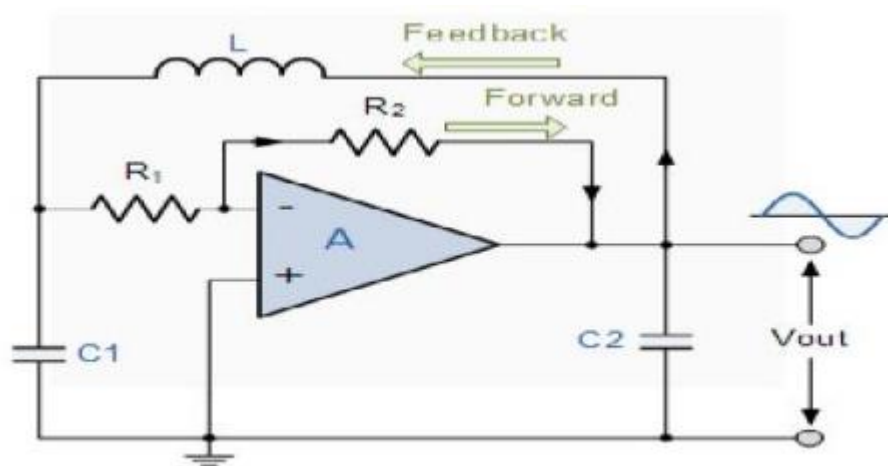 Feedback
L
Forward
R₂
R₁
-
A
+
C1
C2
Vout